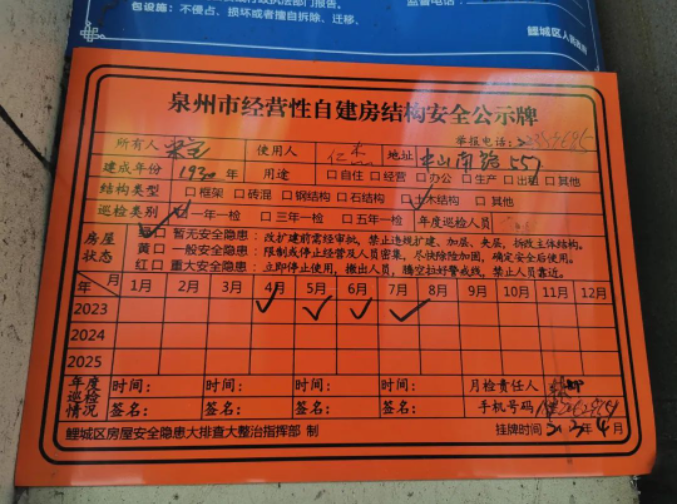 包设施：不侵占、损坏或者擅自拆除、迁移、
鲤城区人民政府
泉州市经营性自建房结构安全公示牌
举报电话：
所有人 使用人 地址 中山南路557
建成年份 1930年 用途 □自住 □经营 □办公 □生产 □出租 □其他
结构类型 □框架 □砖混 □钢结构 □石结构 □土木结构 □其他
巡检类别 □一年一检 □三年一检 □五年一检 年度巡检人员
房屋状态
□ 暂无安全隐患：改扩建前需经审批，禁止违规扩建、加层、夹层，拆改主体结构。
黄□ 一般安全隐患：限制或停止经营及人员密集，尽快除险加固，确定安全后使用。
红□ 重大安全隐患：立即停止使用，撤出人员，腾空拉好警戒线，禁止人员靠近。
年 月 1月 2月 3月 4月 5月 6月 7月 8月 9月 10月 11月 12月
2023
2024
2025
年度巡检情况
时间： 时间： 时间： 时间： 月检责任人
签名： 签名： 签名： 签名： 手机号码
鲤城区房屋安全隐患大排查大整治指挥部 制 挂牌时间 年4月